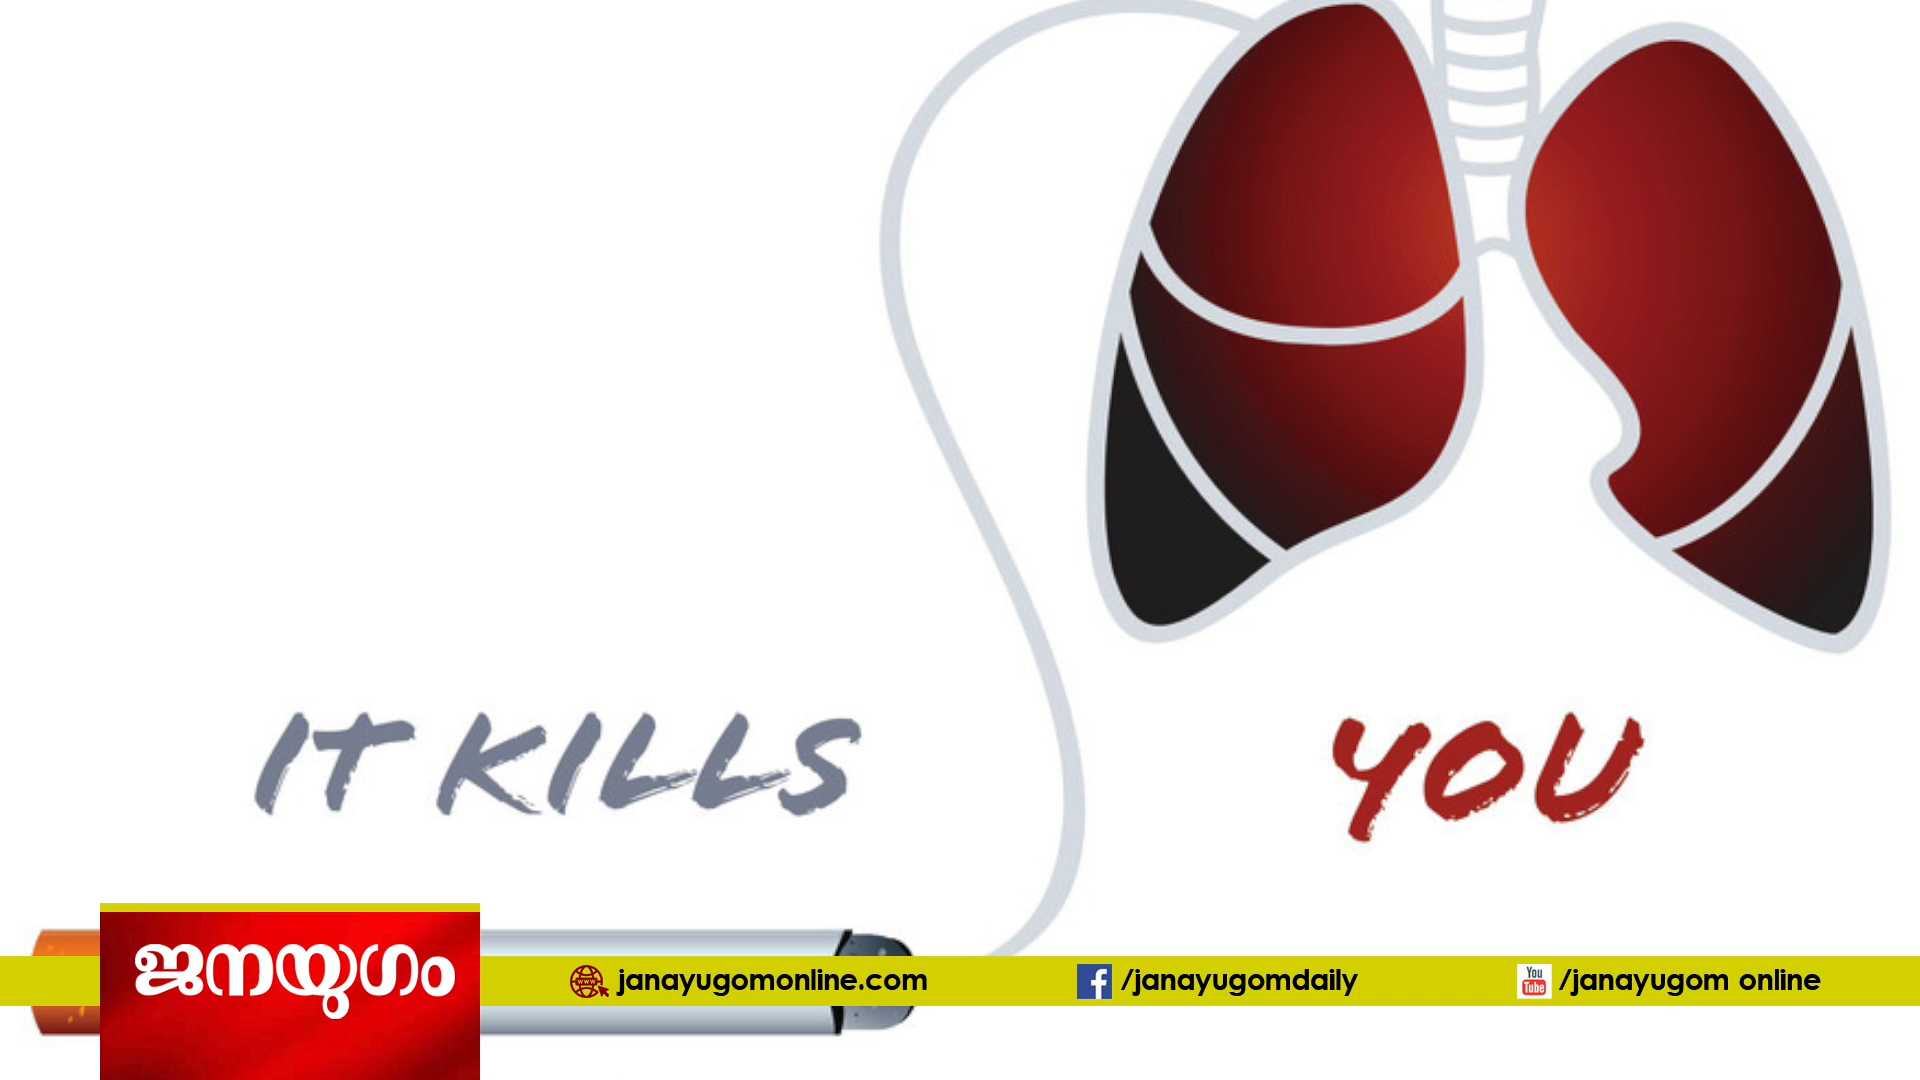 IT KILLS YOU
ജനയുഗം
janayugomonline.com
/janayugomdaily
You Tube
/janayugom online